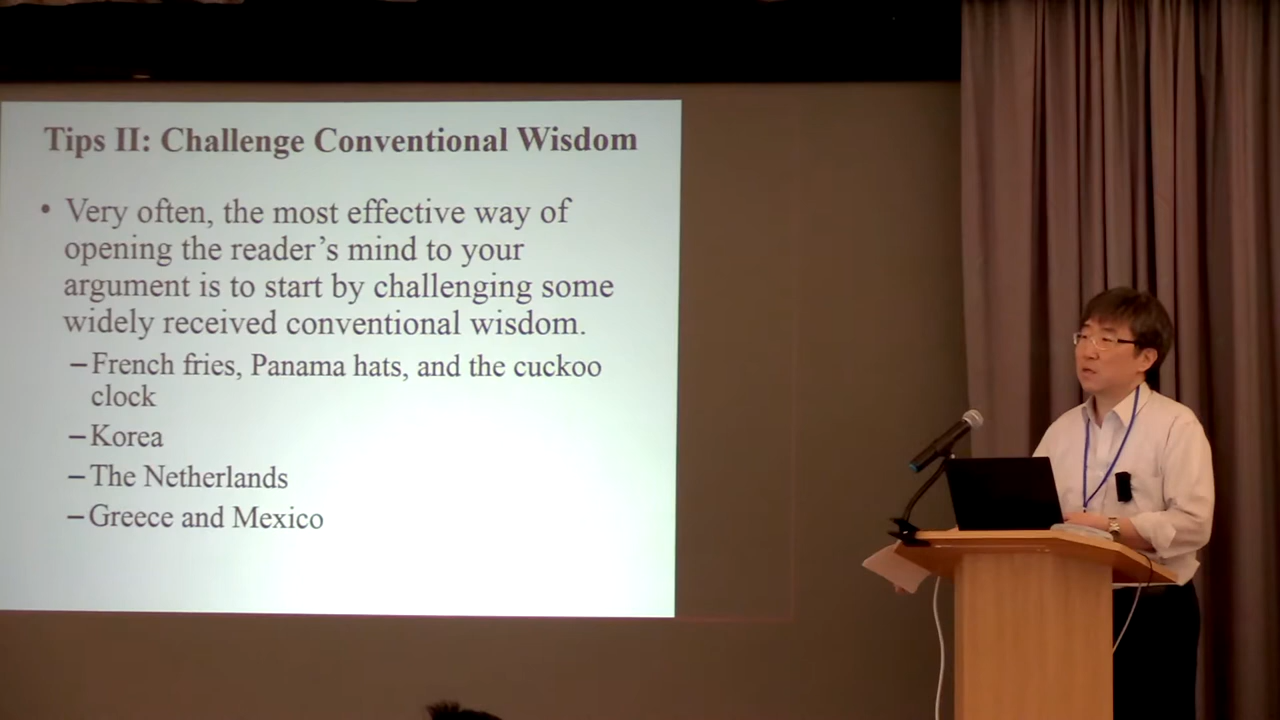 Tips II: Challenge Conventional Wisdom
• Very often, the most effective way of
opening the reader’s mind to your
argument is to start by challenging some
widely received conventional wisdom.
–French fries, Panama hats, and the cuckoo
clock
–Korea
–The Netherlands
–Greece and Mexico